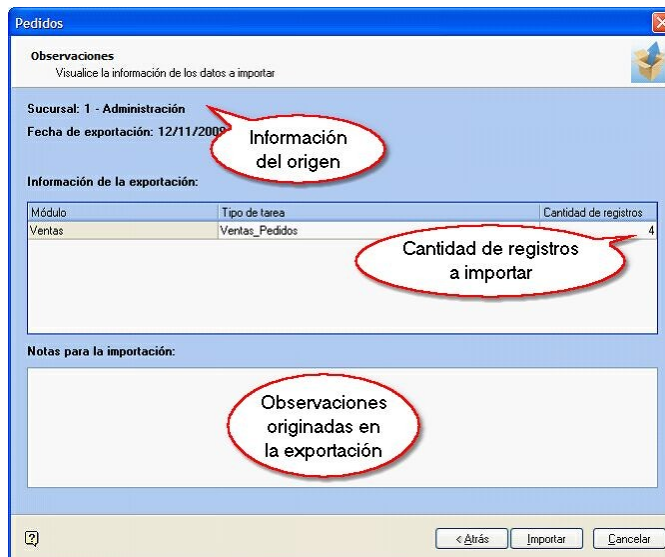 Pedidos
Observaciones
Visualice la información de los datos a importar
Sucursal: 1 - Administración
Fecha de exportación: 12/11/2009
Información
del origen
Información de la exportación:
Módulo Tipo de tarea Cantidad de registros
Ventas Ventas_Pedidos 4
Cantidad de registros
a importar
Notas para la importación:
Observaciones
originadas en
la exportación
?
< Atrás Importar Cancelar